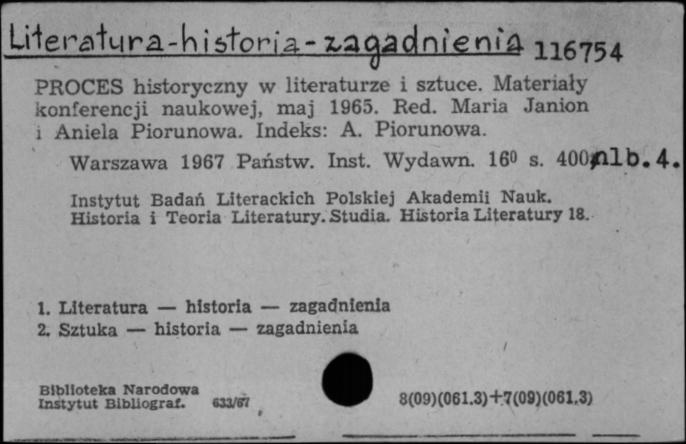 Literatura-historia-zagadnienia 116754
PROCES historyczny w literaturze i sztuce. Materiały
konferencji naukowej, maj 1965. Red. Maria Janion
i Aniela Piorunowa. Indeks: A. Piorunowa.
Warszawa 1967 Państw. Inst. Wydawn. 16⁰ s. 400, nlb. 4.
Instytut Badań Literackich Polskiej Akademii Nauk.
Historia i Teoria Literatury. Studia. Historia Literatury 18.
1. Literatura — historia — zagadnienia
2. Sztuka — historia — zagadnienia
Biblioteka Narodowa
Instytut Bibliograf. 633/67 8(09)(061.3)+7(09)(061.3)